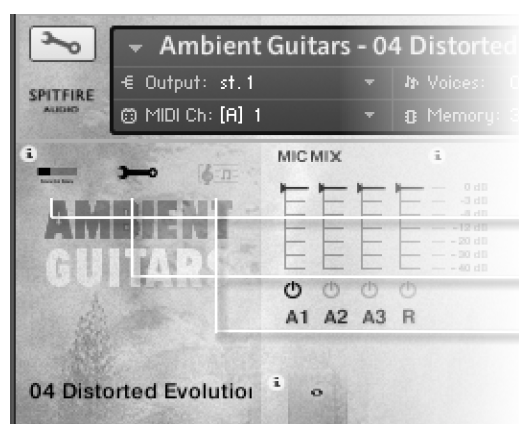 Ambient Guitars - 04 Distorted
SPITFIRE
AUDIO
Output: st. 1
Voices:
MIDI Ch: [A] 1
Memory:
i
MIC MIX
i
AMBIENT
GUITARS
0 dB
-3 dB
-6 dB
-12 dB
-20 dB
-30 dB
-40 dB
A1 A2 A3 R
04 Distorted Evolution
i